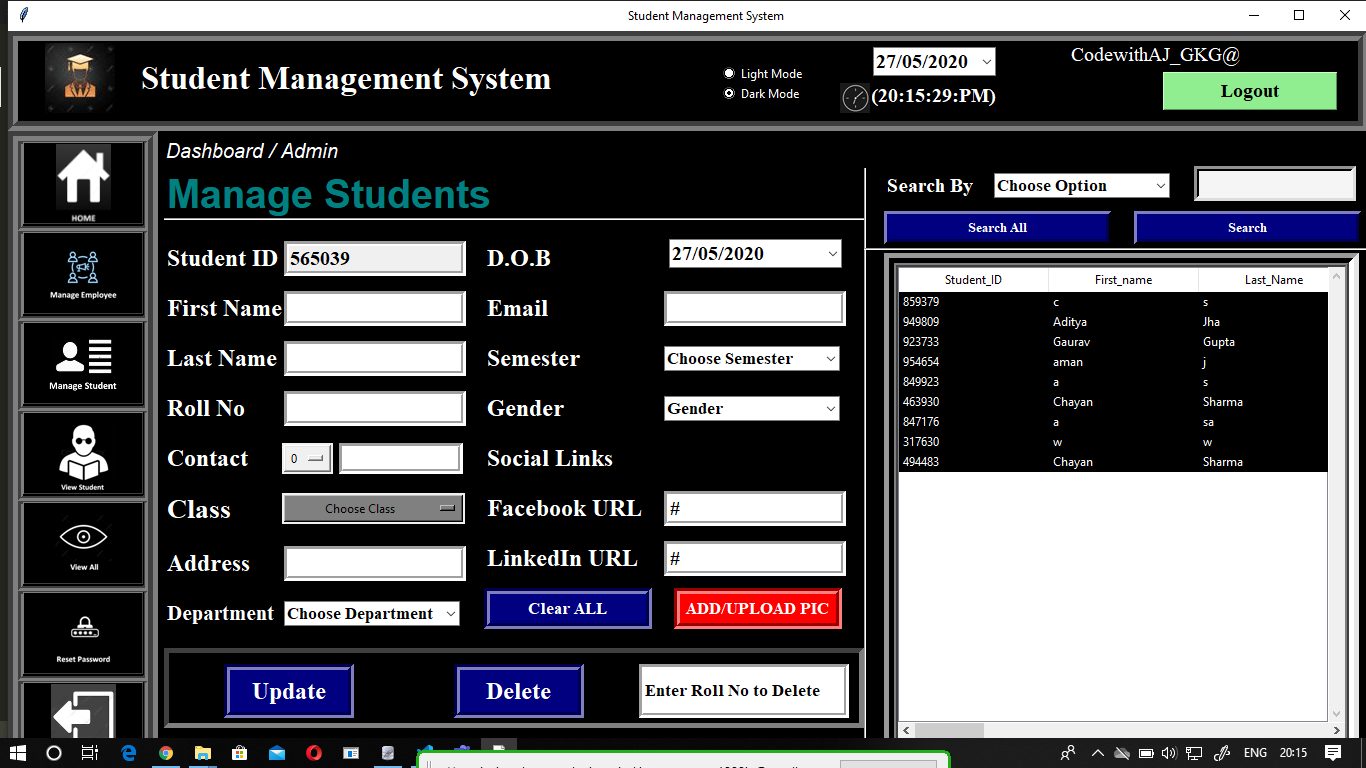 Student Management System
Student Management System
Light Mode
Dark Mode
27/05/2020
(20:15:29:PM)
CodewithAJ_GKG@
Logout
HOME
Manage Employee
Manage Student
View Student
View All
Reset Password
Dashboard / Admin
Manage Students
Student ID 565039
First Name
Last Name
Roll No
Contact 0
Class Choose Class
Address
Department Choose Department
D.O.B 27/05/2020
Email
Semester Choose Semester
Gender Gender
Social Links
Facebook URL #
LinkedIn URL #
Clear ALL ADD/UPLOAD PIC
Update Delete Enter Roll No to Delete
Search By Choose Option
Search All Search
Student_ID First_name Last_Name
859379 c s
949809 Aditya Jha
923733 Gaurav Gupta
954654 aman j
849923 a s
463930 Chayan Sharma
847176 a sa
317630 w w
494483 Chayan Sharma
ENG 20:15